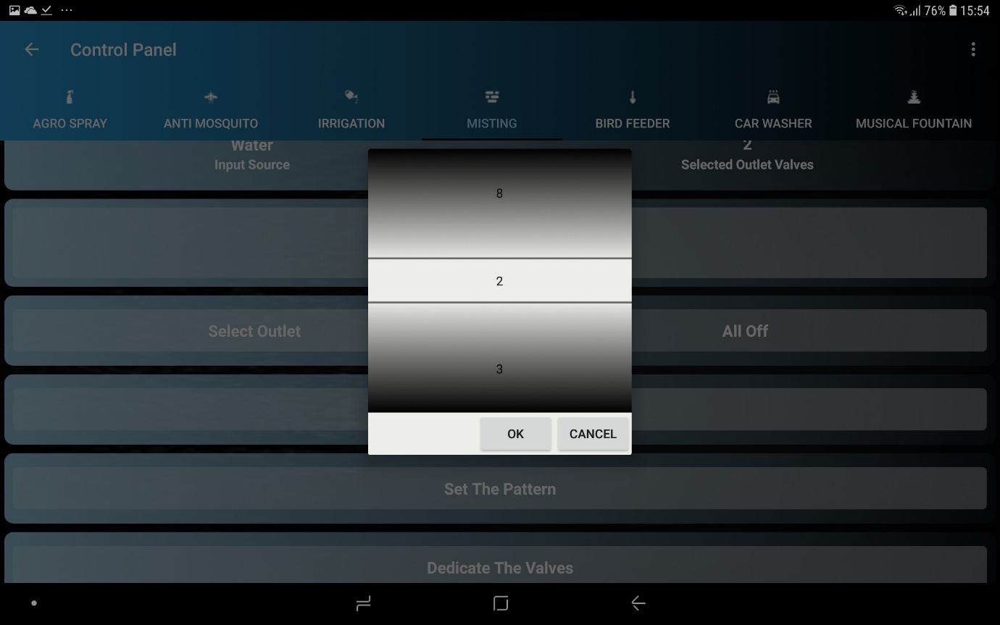 76% 15:54
Control Panel
AGRO SPRAY ANTI MOSQUITO IRRIGATION MISTING BIRD FEEDER CAR WASHER MUSICAL FOUNTAIN
Water 2
Input Source Selected Outlet Valves
8
2
Select Outlet All Off
3
OK CANCEL
Set The Pattern
Dedicate The Valves